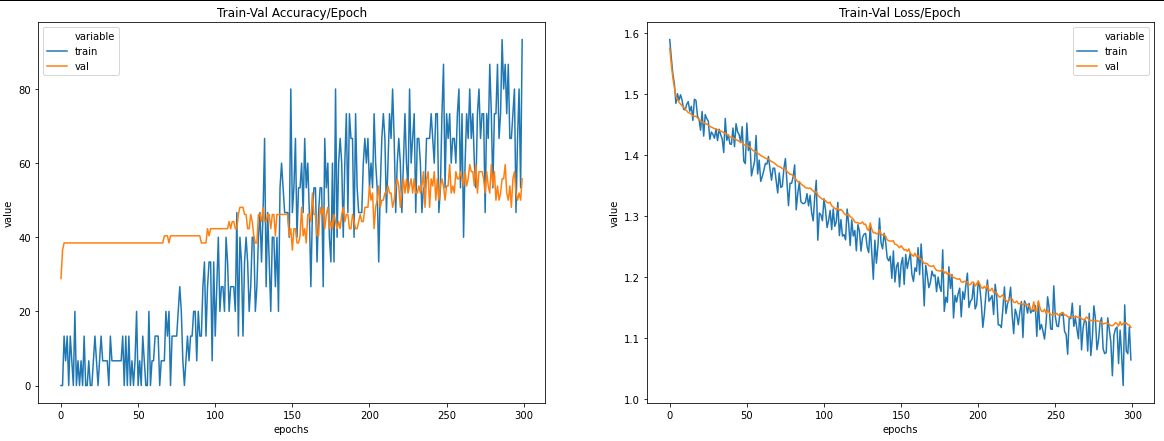 Train-Val Accuracy/Epoch
variable
train
val
80
60
40
20
0
value
0
50
100
150
200
250
300
epochs
Train-Val Loss/Epoch
variable
train
val
1.6
1.5
1.4
1.3
1.2
1.1
1.0
value
0
50
100
150
200
250
300
epochs